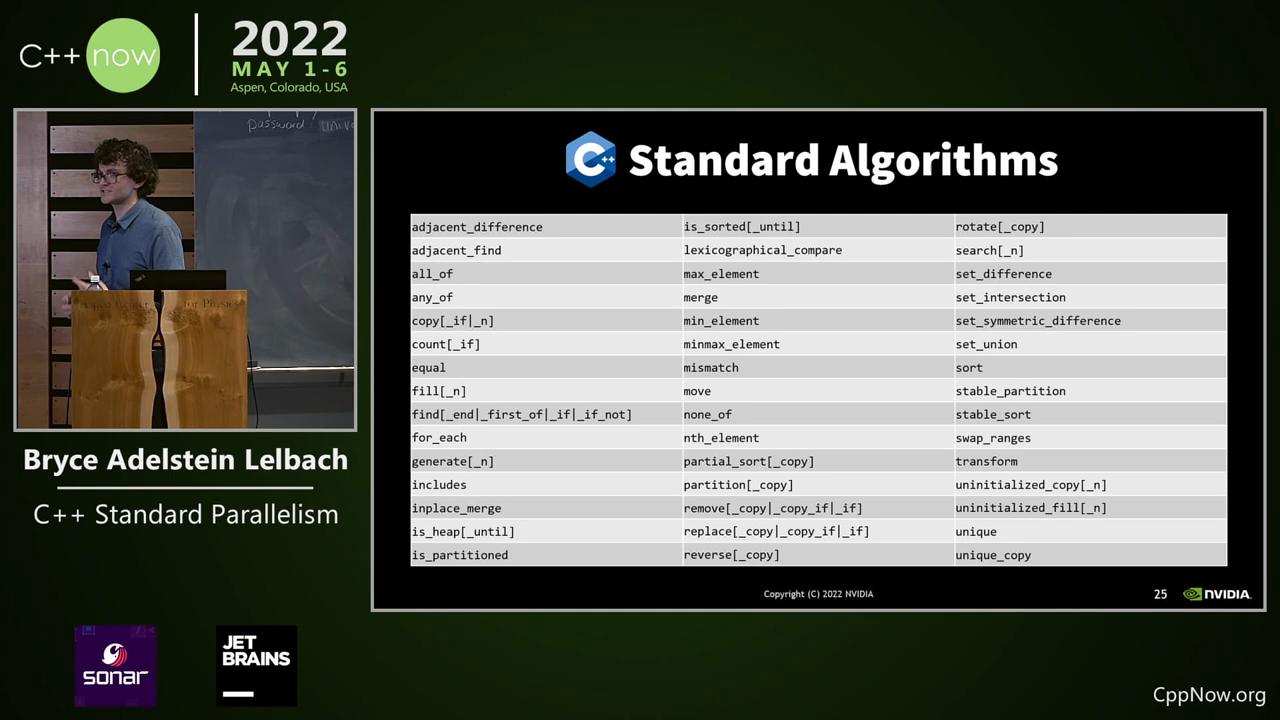 C++ now
2022
MAY 1-6
Aspen, Colorado, USA
password
Bryce Adelstein Lelbach
C++ Standard Parallelism
sonar
JET
BRAINS
C++ Standard Algorithms
adjacent_difference
is_sorted[_until]
rotate[_copy]
adjacent_find
lexicographical_compare
search[_n]
all_of
max_element
set_difference
any_of
merge
set_intersection
copy[_if|_n]
min_element
set_symmetric_difference
count[_if]
minmax_element
set_union
equal
mismatch
sort
fill[_n]
move
stable_partition
find[_end|_first_of|_if|_if_not]
none_of
stable_sort
for_each
nth_element
swap_ranges
generate[_n]
partial_sort[_copy]
transform
includes
partition[_copy]
uninitialized_copy[_n]
inplace_merge
remove[_copy|_copy_if|_if]
uninitialized_fill[_n]
is_heap[_until]
replace[_copy|_copy_if|_if]
unique
is_partitioned
reverse[_copy]
unique_copy
Copyright (C) 2022 NVIDIA
25
NVIDIA.
CppNow.org